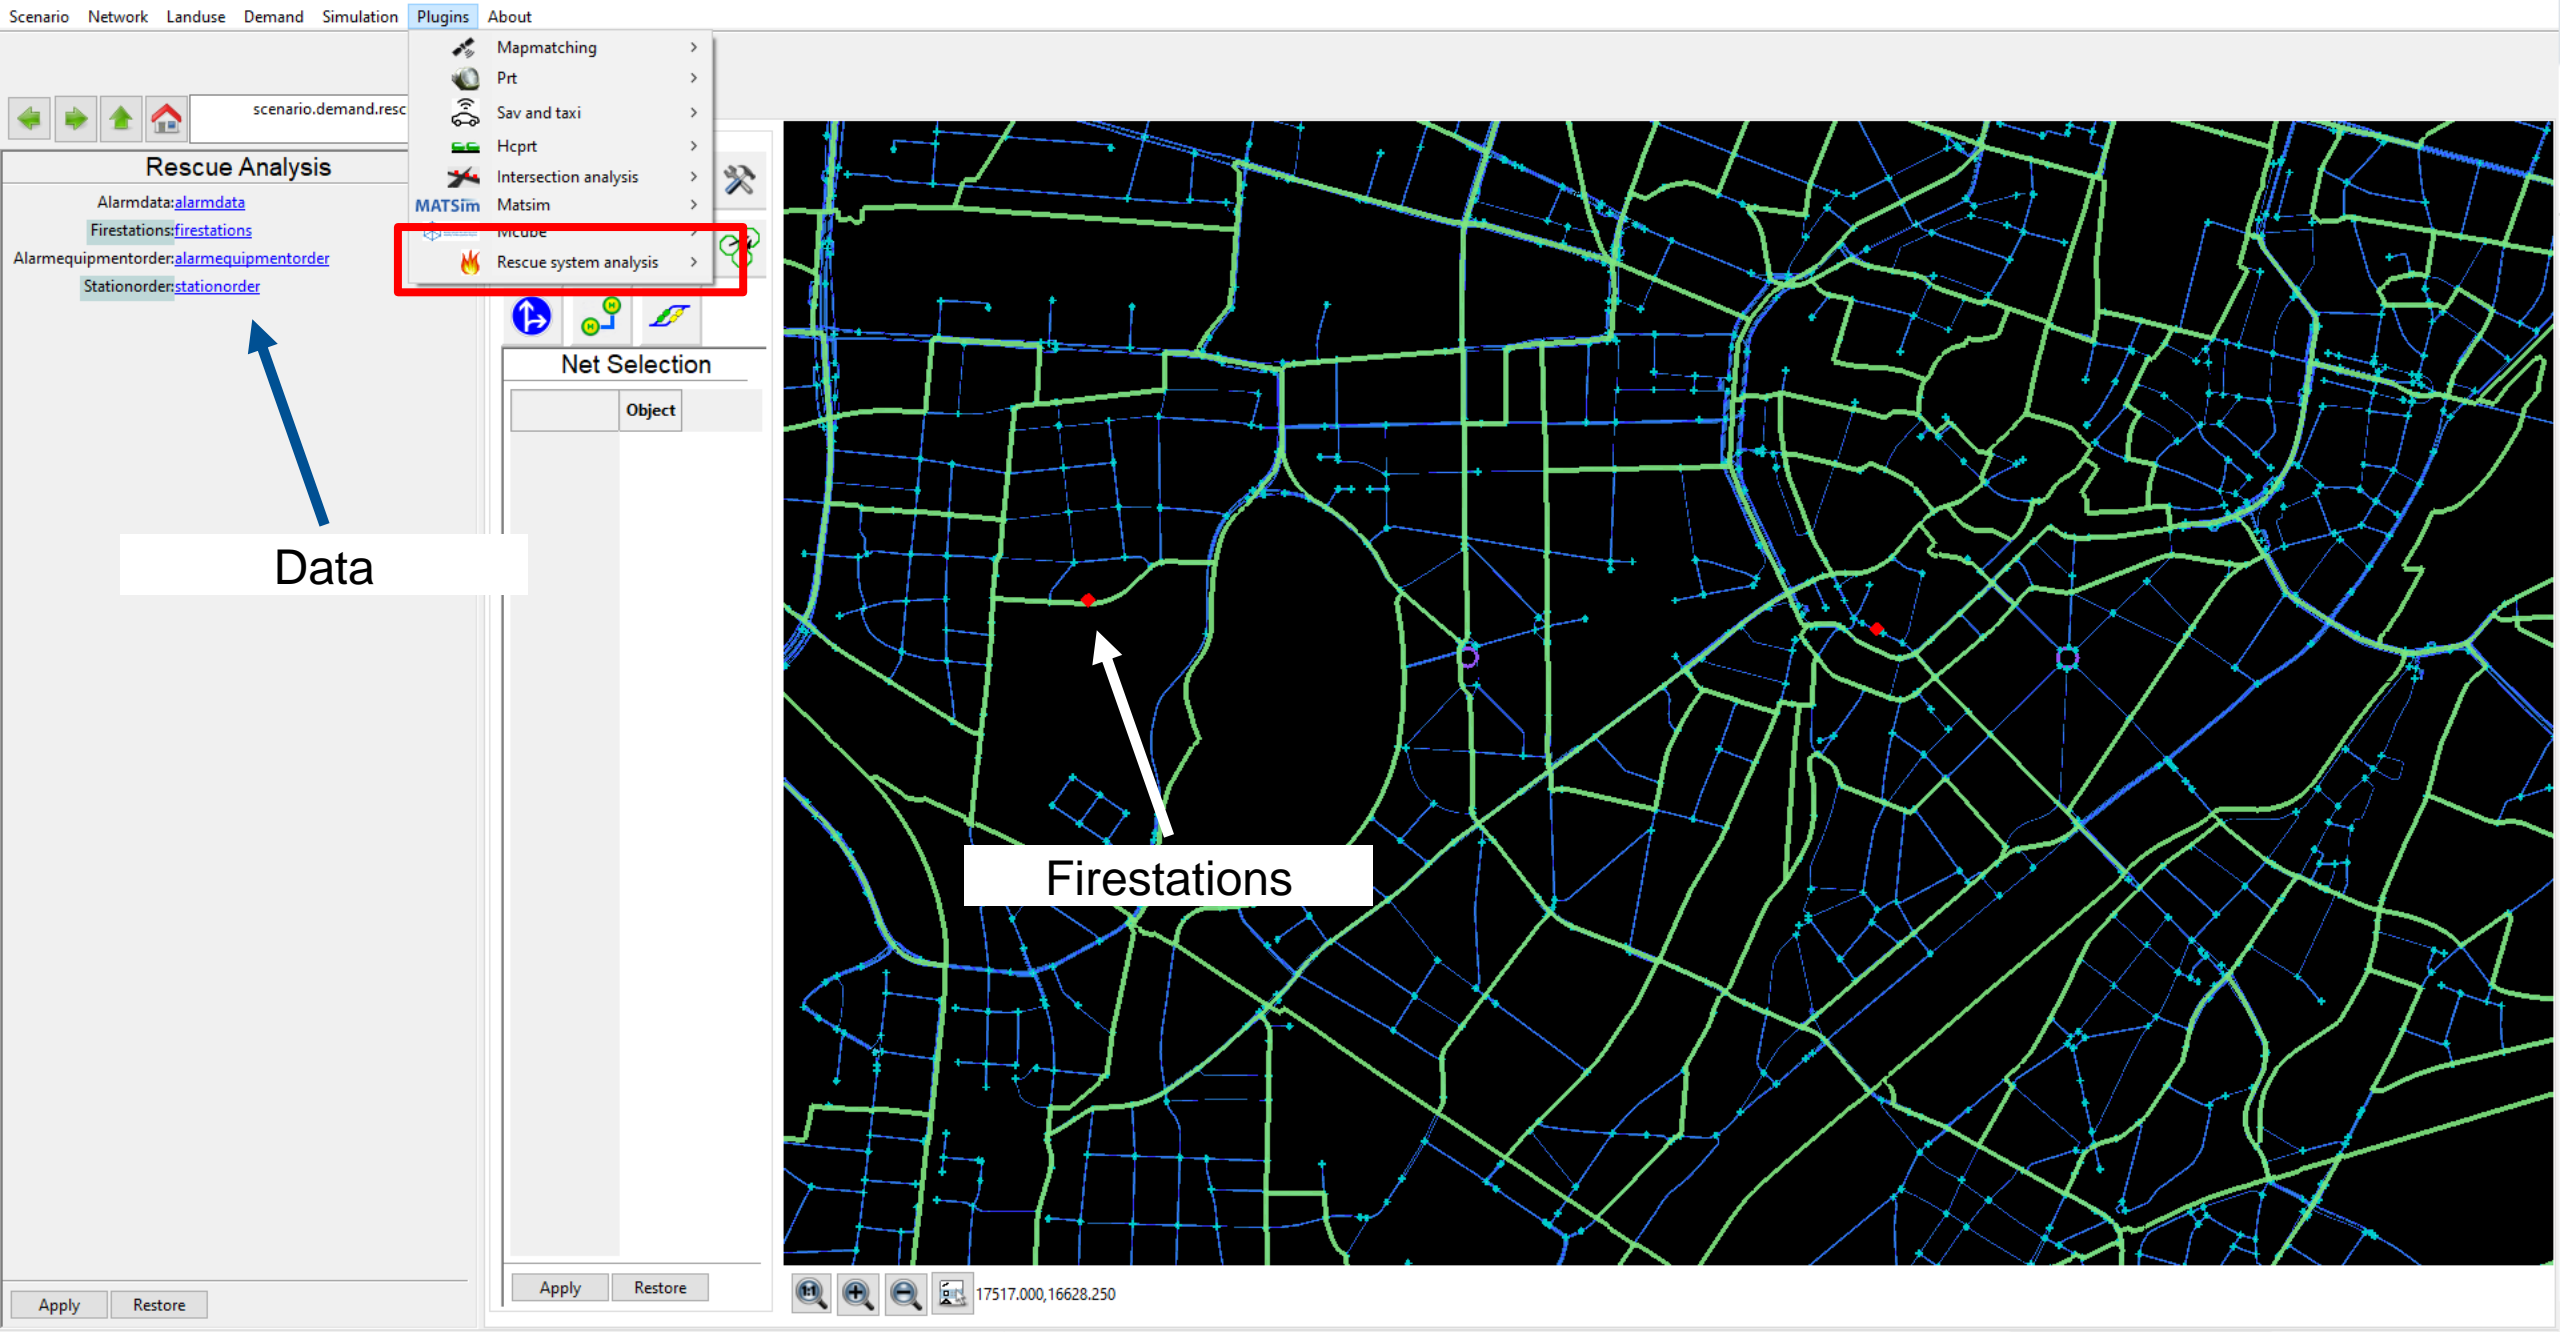 Scenario Network Landuse Demand Simulation Plugins About
Mapmatching
Prt
Sav and taxi
Hcprt
Intersection analysis
MATSim Matsim
Mcube
Rescue system analysis
scenario.demand.resc
Rescue Analysis
Alarmdata:alarmdata
Firestations:firestations
Alarmequipmentorder:alarmequipmentorder
Stationorder:stationorder
Data
Net Selection
Object
Firestations
Apply Restore
Apply Restore
1:1
17517.000,16628.250